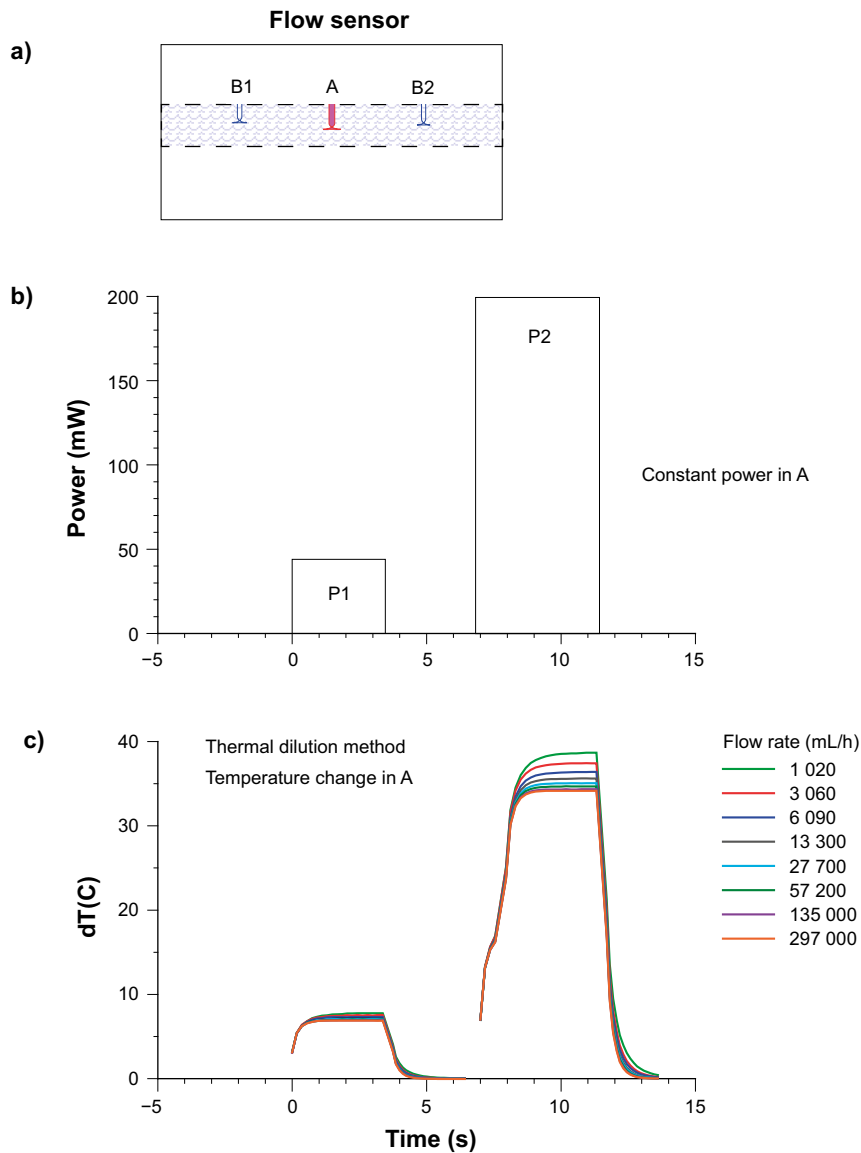 Flow sensor
a)
B1 A B2
b)
200
150
100
50
0
Power (mW)
P1
P2
Constant power in A
−5 0 5 10 15
c)
Thermal dilution method
Temperature change in A
40
30
20
10
0
dT(C)
−5 0 5 10 15
Time (s)
Flow rate (mL/h)
1 020
3 060
6 090
13 300
27 700
57 200
135 000
297 000